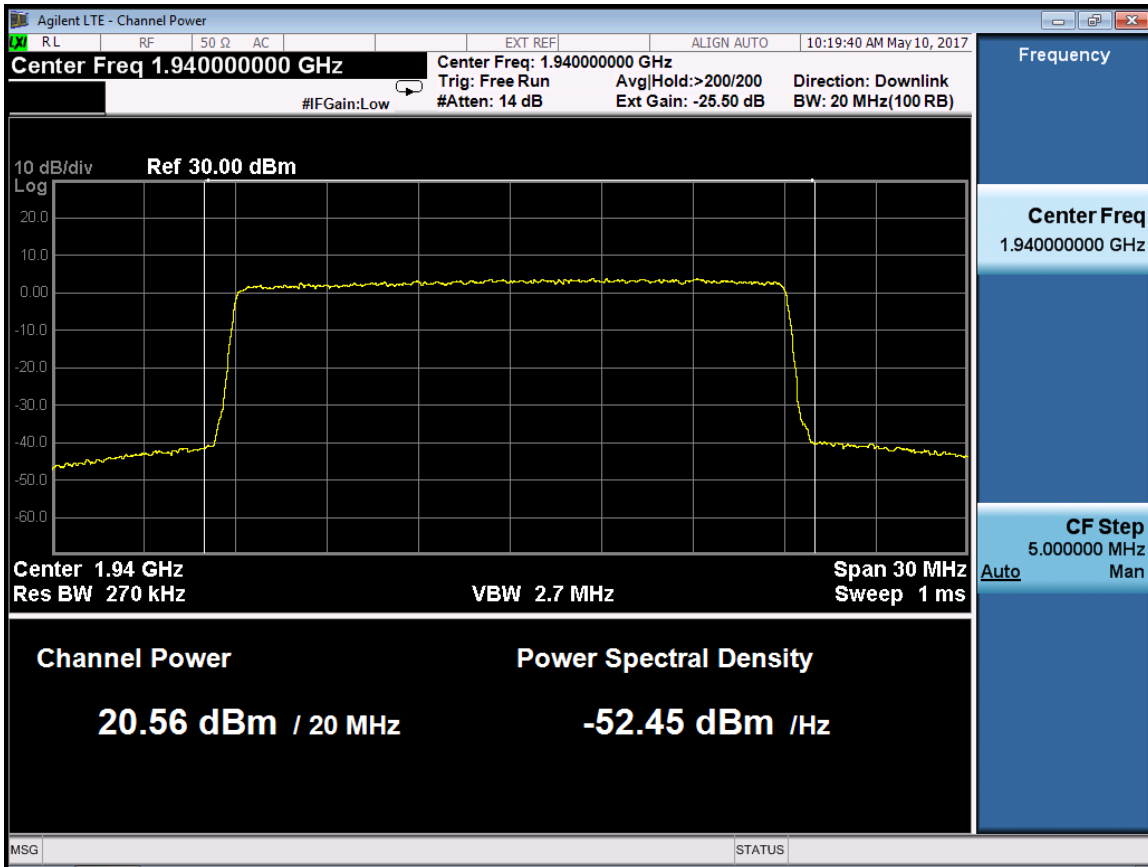 Agilent LTE - Channel Power
LXI RL RF 50 Ω AC EXT REF ALIGN AUTO 10:19:40 AM May 10, 2017
Center Freq 1.940000000 GHz
#IFGain:Low
Center Freq: 1.940000000 GHz
Trig: Free Run Avg|Hold:>200/200 Direction: Downlink
#Atten: 14 dB Ext Gain: -25.50 dB BW: 20 MHz(100 RB)
10 dB/div Ref 30.00 dBm
Log
20.0
10.0
0.00
-10.0
-20.0
-30.0
-40.0
-50.0
-60.0
Center 1.94 GHz Span 30 MHz
Res BW 270 kHz VBW 2.7 MHz Sweep 1 ms
Channel Power Power Spectral Density
20.56 dBm / 20 MHz -52.45 dBm /Hz
MSG STATUS
Frequency
Center Freq
1.940000000 GHz
CF Step
5.000000 MHz
Auto Man